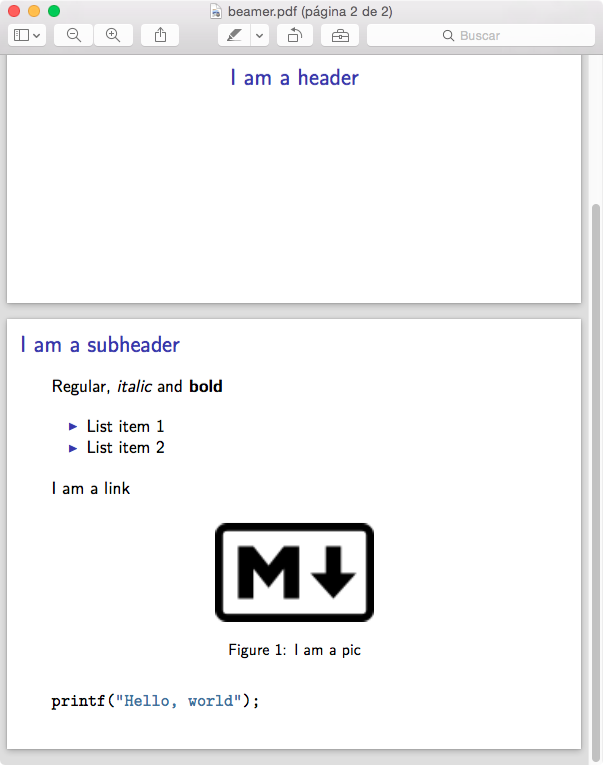 beamer.pdf (página 2 de 2)
Buscar
I am a header
I am a subheader
Regular, italic and bold
List item 1
List item 2
I am a link
M
Figure 1: I am a pic
printf("Hello, world");